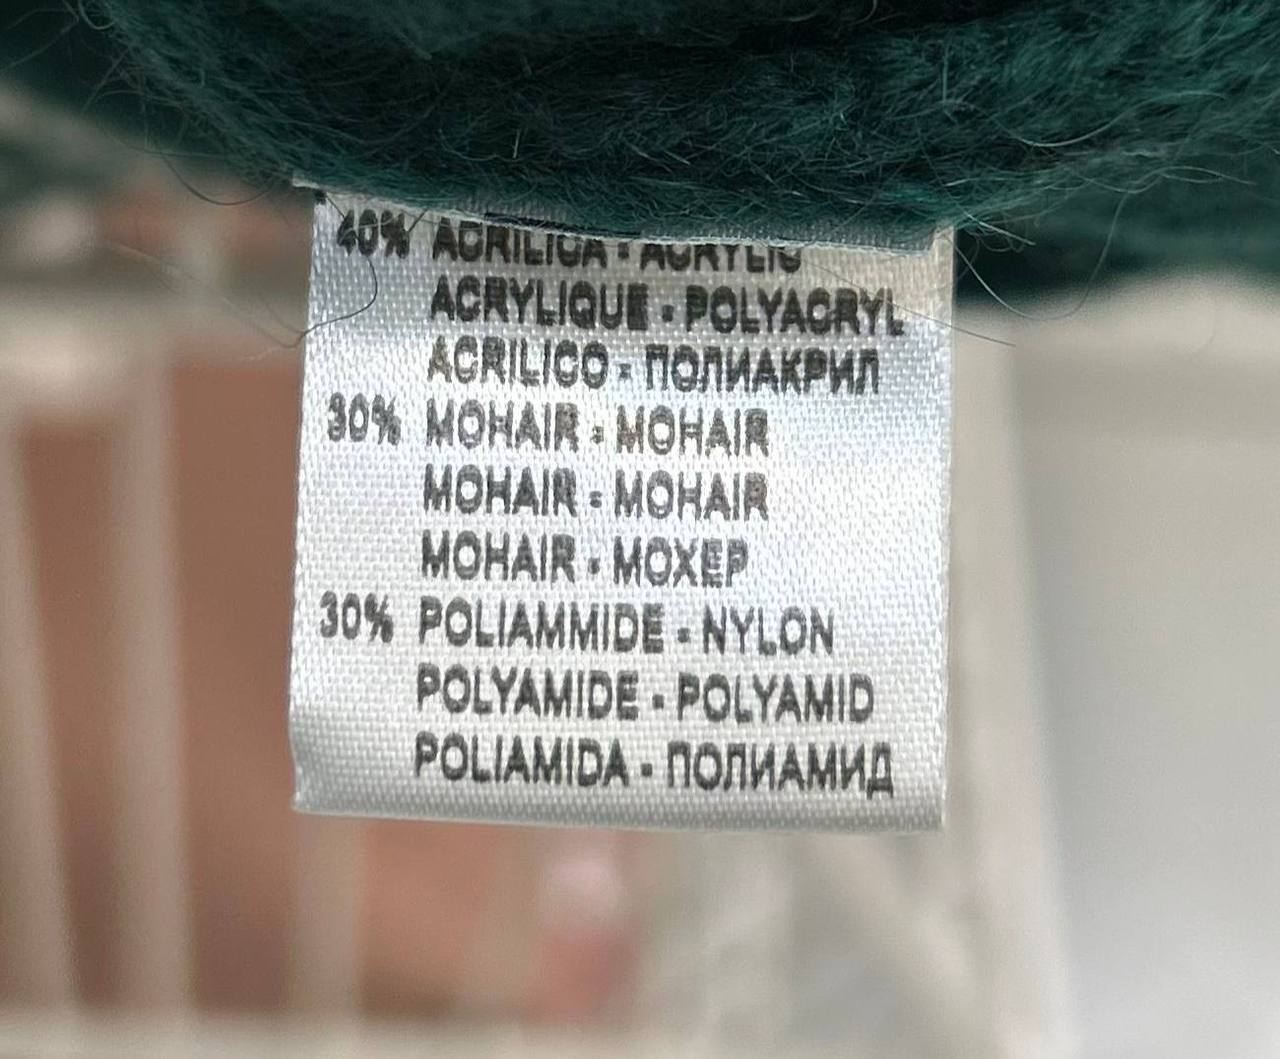 40% ACRILICA - ACRYLIC
ACRYLIQUE - POLYACRYL
ACRILICO - ПОЛИАКРИЛ
30% MOHAIR - MOHAIR
MOHAIR - MOHAIR
MOHAIR - МОХЕР
30% POLIAMMIDE - NYLON
POLYAMIDE - POLYAMID
POLIAMIDA - ПОЛИАМИД